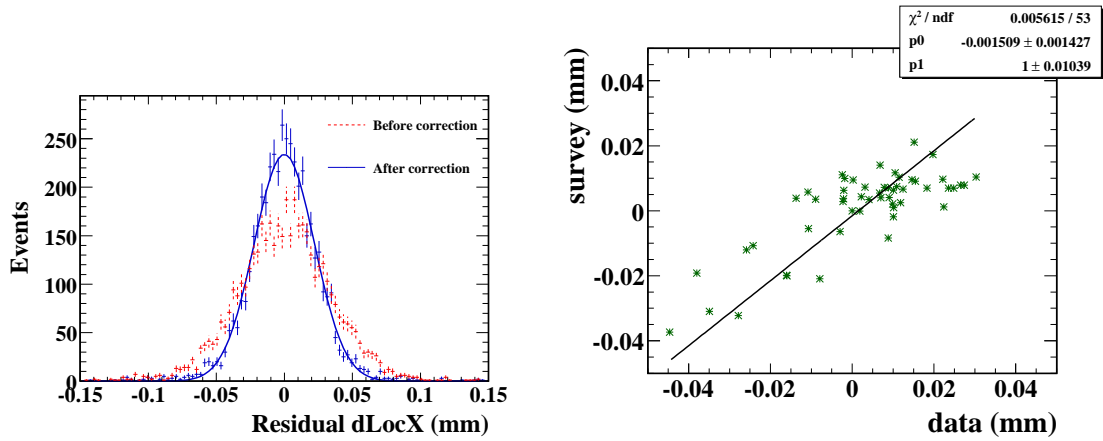 250
200
150
100
50
0
Events
Before correction
After correction
-0.15
-0.1
-0.05
0
0.05
0.1
0.15
Residual dLocX (mm)
χ² / ndf 0.005615 / 53
p0 -0.001509 ± 0.001427
p1 1 ± 0.01039
0.04
0.02
0
-0.02
-0.04
survey (mm)
-0.04
-0.02
0
0.02
0.04
data (mm)